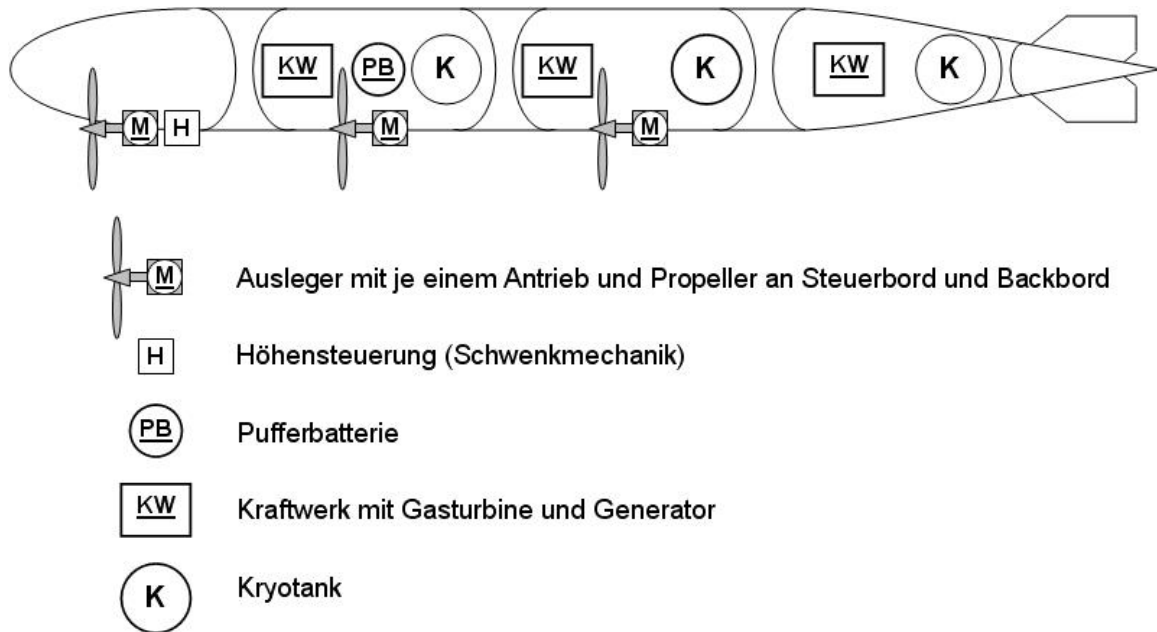 KW PB K KW K KW K
M H M M
M Ausleger mit je einem Antrieb und Propeller an Steuerbord und Backbord
H Höhensteuerung (Schwenkmechanik)
PB Pufferbatterie
KW Kraftwerk mit Gasturbine und Generator
K Kryotank